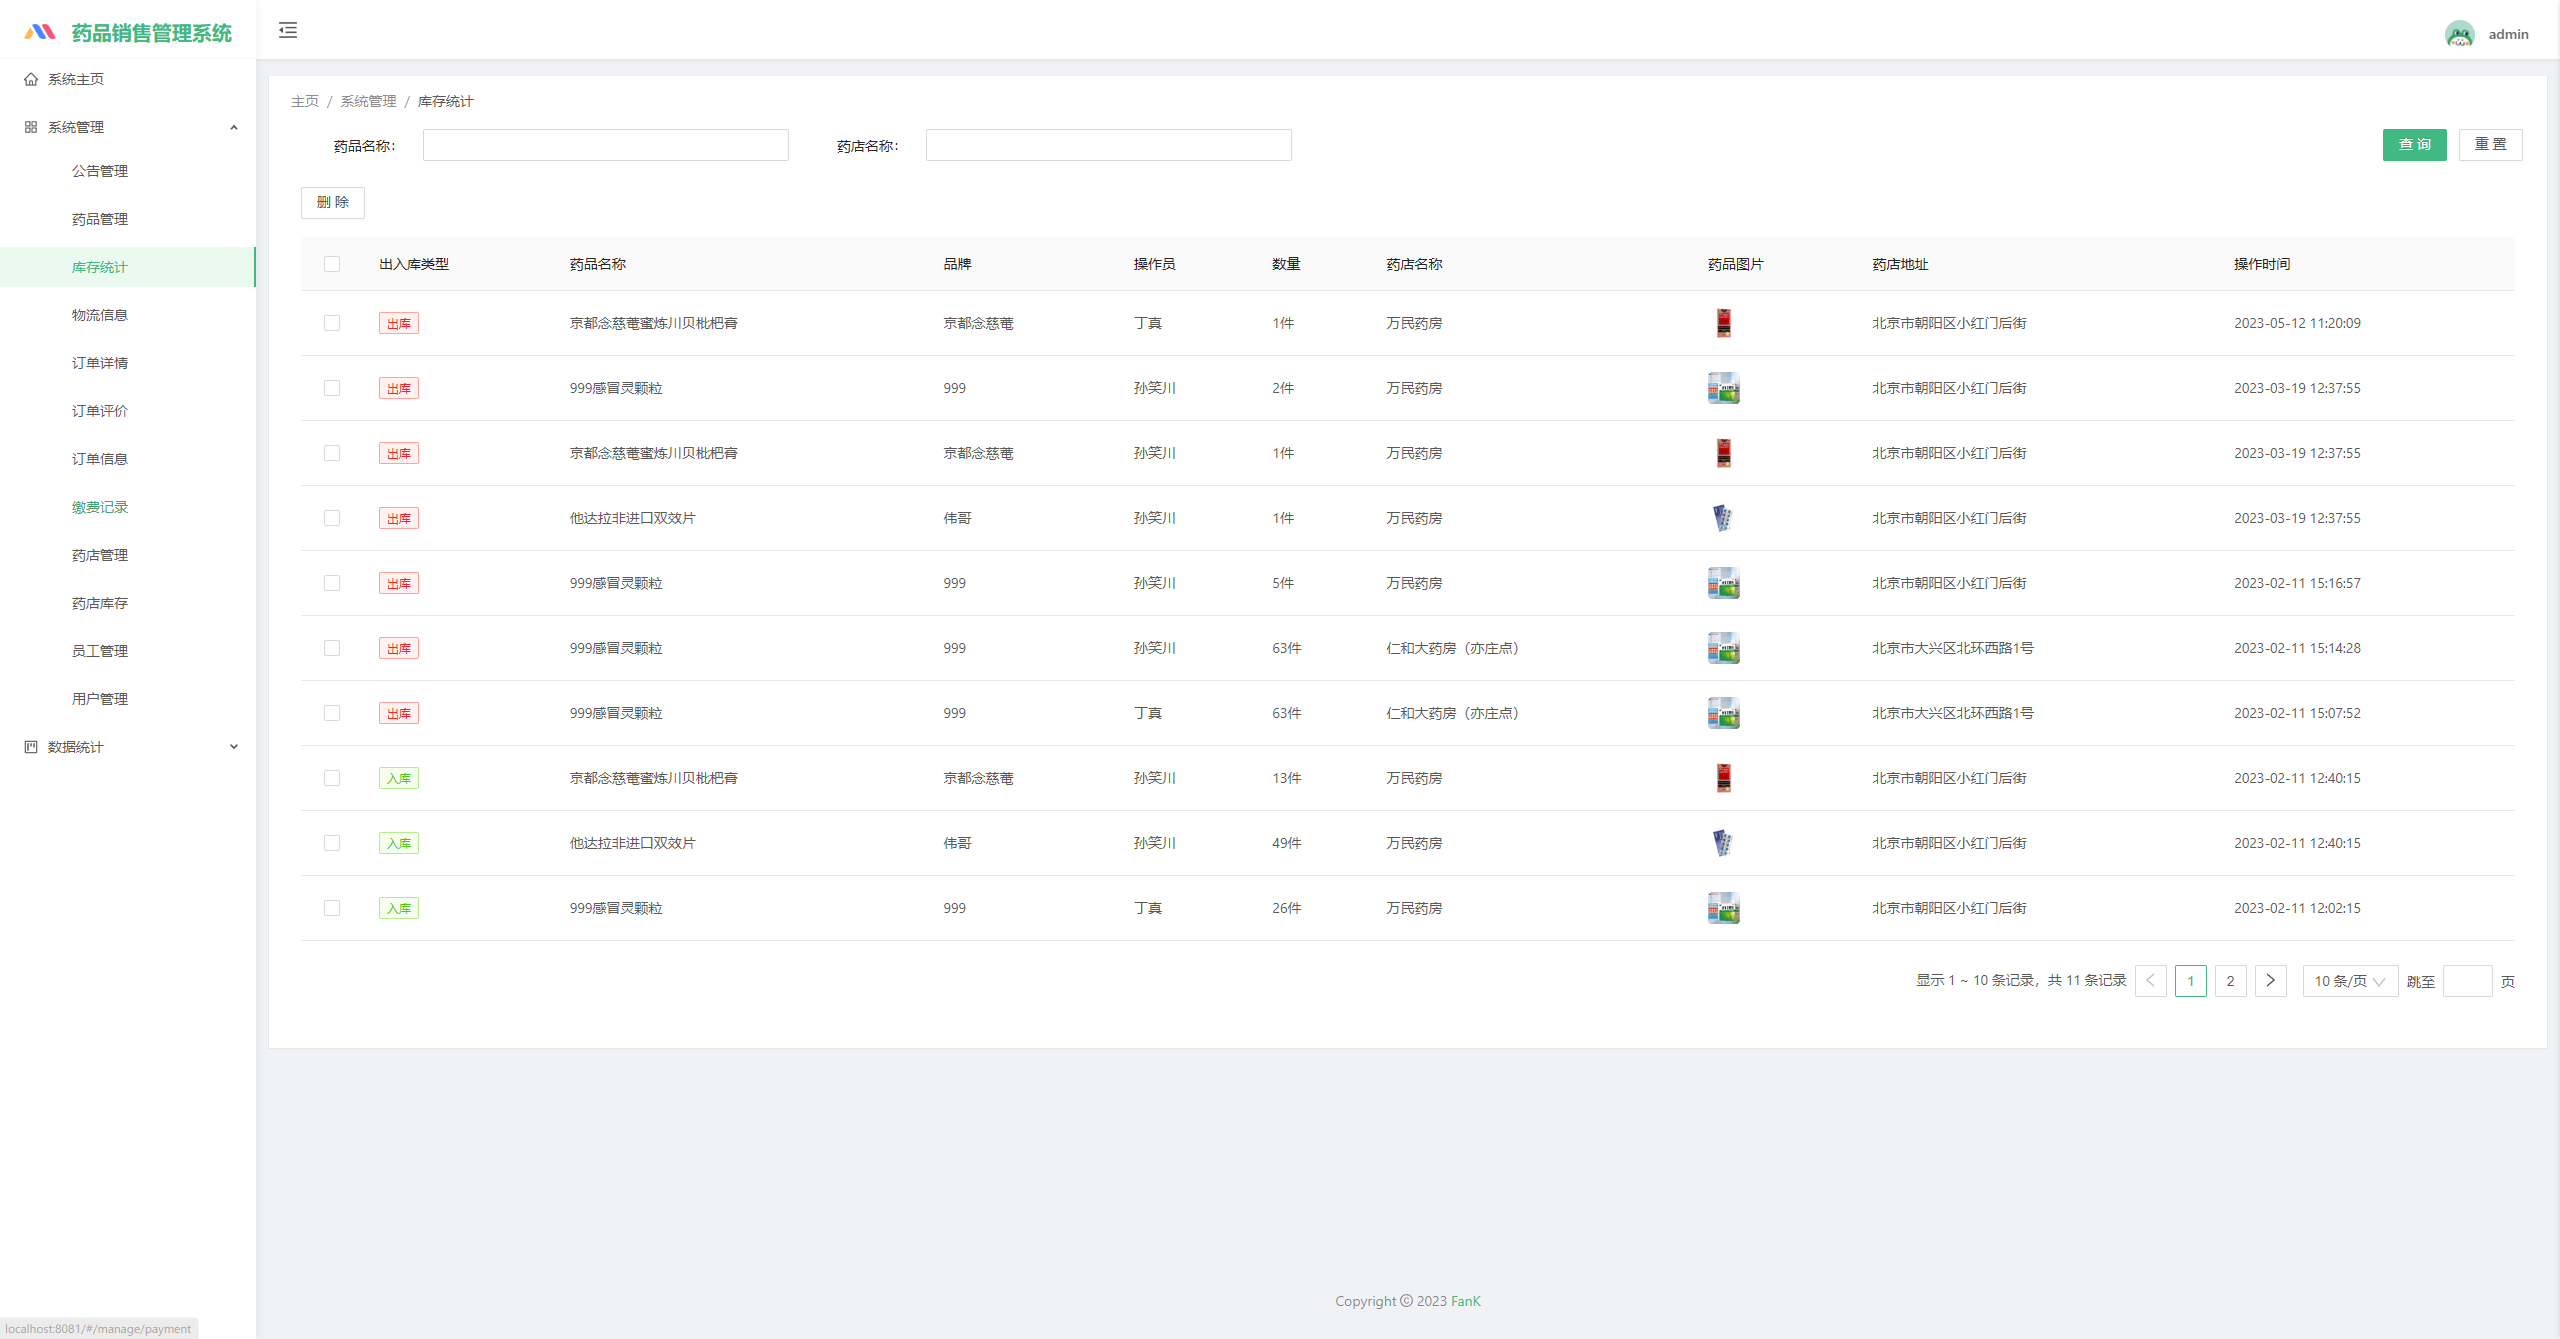 药品销售管理系统
admin
系统主页
系统管理
公告管理
药品管理
库存统计
物流信息
订单详情
订单评价
订单信息
缴费记录
药店管理
药店库存
员工管理
用户管理
数据统计
主页 / 系统管理 / 库存统计
药品名称: 药店名称: 查 询 重 置
删 除
出入库类型 药品名称 品牌 操作员 数量 药店名称 药品图片 药店地址 操作时间
出库 京都念慈菴蜜炼川贝枇杷膏 京都念慈菴 丁真 1件 万民药房 北京市朝阳区小红门后街 2023-05-12 11:20:09
出库 999感冒灵颗粒 999 孙笑川 2件 万民药房 北京市朝阳区小红门后街 2023-03-19 12:37:55
出库 京都念慈菴蜜炼川贝枇杷膏 京都念慈菴 孙笑川 1件 万民药房 北京市朝阳区小红门后街 2023-03-19 12:37:55
出库 他达拉非进口双效片 伟哥 孙笑川 1件 万民药房 北京市朝阳区小红门后街 2023-03-19 12:37:55
出库 999感冒灵颗粒 999 孙笑川 5件 万民药房 北京市朝阳区小红门后街 2023-02-11 15:16:57
出库 999感冒灵颗粒 999 孙笑川 63件 仁和大药房（亦庄点） 北京市大兴区北环西路1号 2023-02-11 15:14:28
出库 999感冒灵颗粒 999 丁真 63件 仁和大药房（亦庄点） 北京市大兴区北环西路1号 2023-02-11 15:07:52
入库 京都念慈菴蜜炼川贝枇杷膏 京都念慈菴 孙笑川 13件 万民药房 北京市朝阳区小红门后街 2023-02-11 12:40:15
入库 他达拉非进口双效片 伟哥 孙笑川 49件 万民药房 北京市朝阳区小红门后街 2023-02-11 12:40:15
入库 999感冒灵颗粒 999 丁真 26件 万民药房 北京市朝阳区小红门后街 2023-02-11 12:02:15
显示 1 ~ 10 条记录，共 11 条记录 1 2 10 条/页 跳至 页
Copyright © 2023 FanK
localhost:8081/#/manage/payment